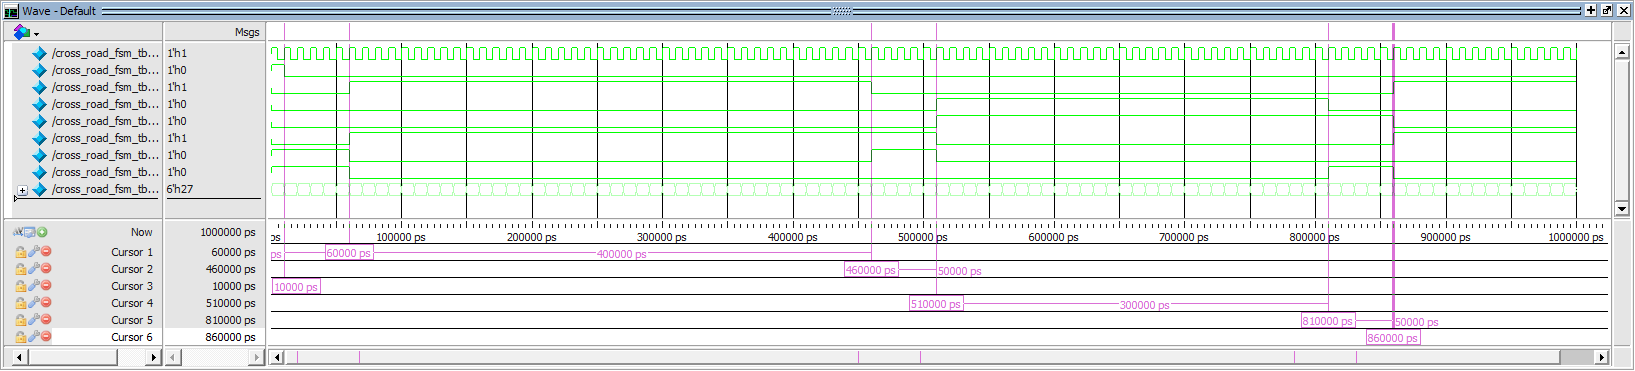 Wave - Default
Msgs
/cross_road_fsm_tb... 1'h1
/cross_road_fsm_tb... 1'h0
/cross_road_fsm_tb... 1'h1
/cross_road_fsm_tb... 1'h0
/cross_road_fsm_tb... 1'h0
/cross_road_fsm_tb... 1'h1
/cross_road_fsm_tb... 1'h0
/cross_road_fsm_tb... 1'h0
/cross_road_fsm_tb... 6'h27
Now 1000000 ps ps 100000 ps 200000 ps 300000 ps 400000 ps 500000 ps 600000 ps 700000 ps 800000 ps 900000 ps 1000000 ps
Cursor 1 60000 ps ps 60000 ps 400000 ps
Cursor 2 460000 ps 460000 ps 50000 ps
Cursor 3 10000 ps 10000 ps
Cursor 4 510000 ps 510000 ps 300000 ps
Cursor 5 810000 ps 810000 ps 50000 ps
Cursor 6 860000 ps 860000 ps